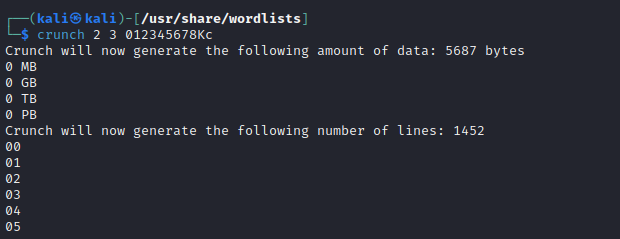 ┌──(kali㉿kali)-[/usr/share/wordlists]
└─$ crunch 2 3 012345678Kc
Crunch will now generate the following amount of data: 5687 bytes
0 MB
0 GB
0 TB
0 PB
Crunch will now generate the following number of lines: 1452
00
01
02
03
04
05